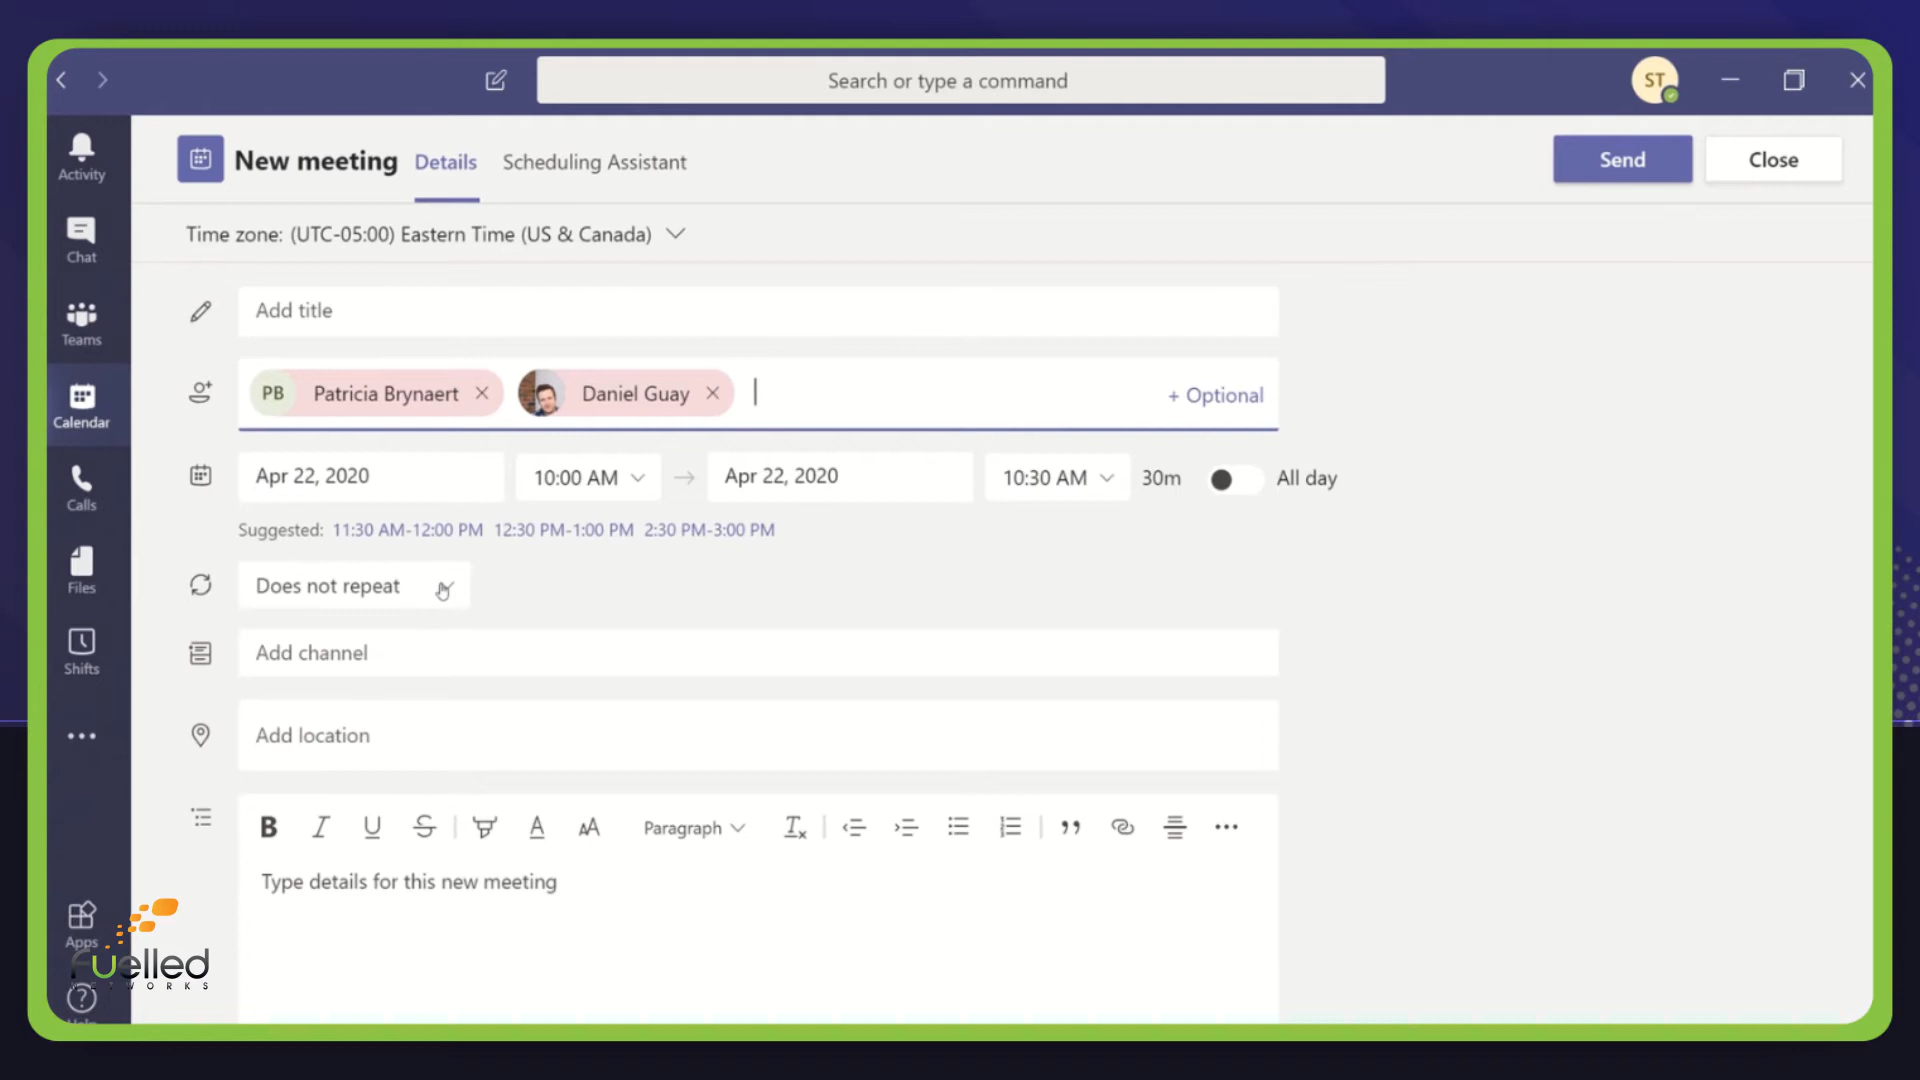 Search or type a command
ST
Activity
Chat
Teams
Calendar
Calls
Files
Shifts
Apps
New meeting Details Scheduling Assistant
Send Close
Time zone: (UTC-05:00) Eastern Time (US & Canada)
Add title
PB Patricia Brynaert Daniel Guay + Optional
Apr 22, 2020 10:00 AM Apr 22, 2020 10:30 AM 30m All day
Suggested: 11:30 AM-12:00 PM 12:30 PM-1:00 PM 2:30 PM-3:00 PM
Does not repeat
Add channel
Add location
B I U S A AA Paragraph
Type details for this new meeting
fuelled
NETWORKS